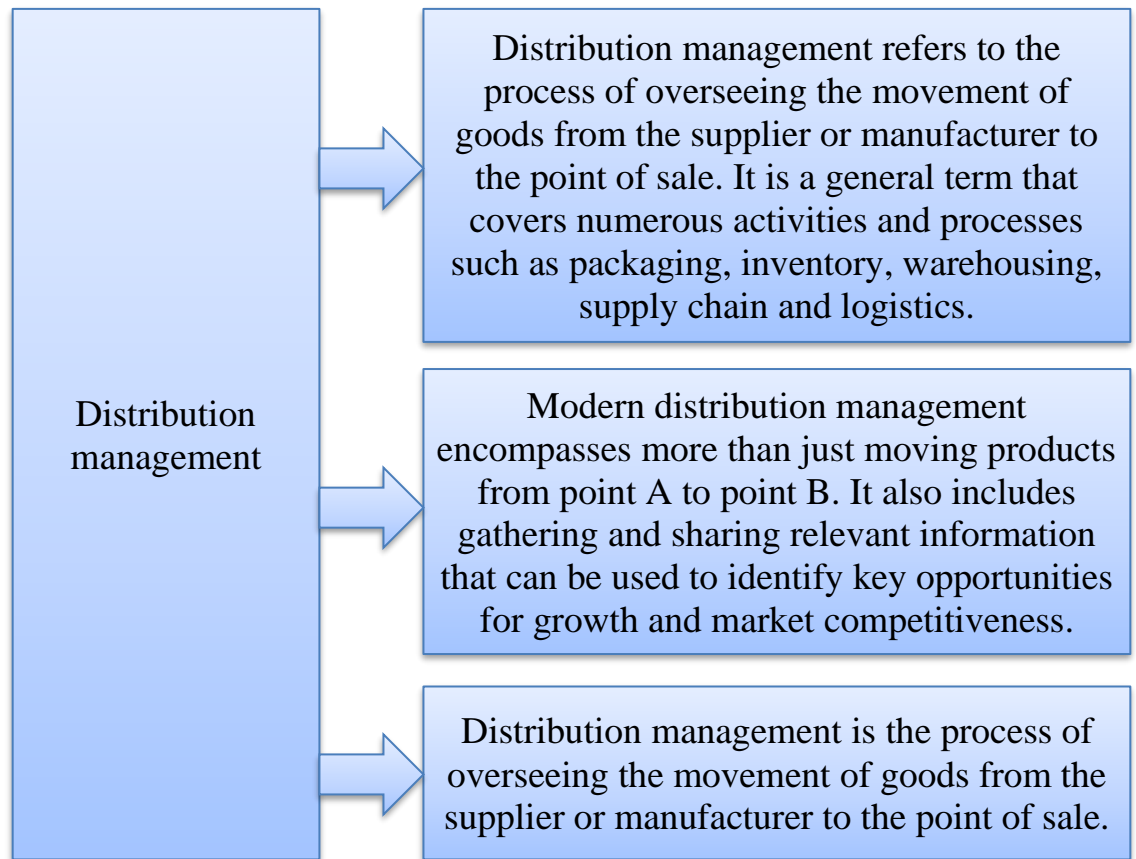 Distribution
management
Distribution management refers to the
process of overseeing the movement of
goods from the supplier or manufacturer to
the point of sale. It is a general term that
covers numerous activities and processes
such as packaging, inventory, warehousing,
supply chain and logistics.
Modern distribution management
encompasses more than just moving products
from point A to point B. It also includes
gathering and sharing relevant information
that can be used to identify key opportunities
for growth and market competitiveness.
Distribution management is the process of
overseeing the movement of goods from the
supplier or manufacturer to the point of sale.